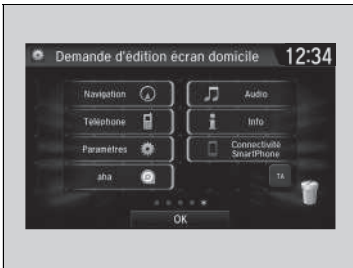 Demande d'édition écran domicile 12:34
Navigation
Audio
Téléphone
Info
Paramètres
Connectivité
SmartPhone
aha
TA
OK